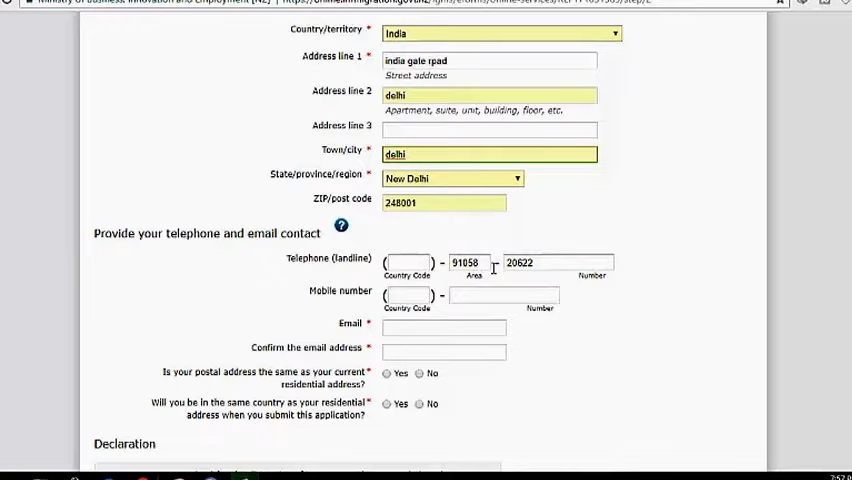 Country/territory * India
Address line 1 * india gate rpad
Street address
Address line 2 delhi
Apartment, suite, unit, building, floor, etc.
Address line 3
Town/city * delhi
State/province/region * New Delhi
ZIP/post code 248001
Provide your telephone and email contact ?
Telephone (landline) ( ) - 91058 - 20622
Country Code Area Number
Mobile number ( ) -
Country Code Number
Email *
Confirm the email address *
Is your postal address the same as your current * Yes No
residential address?
Will you be in the same country as your residential * Yes No
address when you submit this application?
Declaration